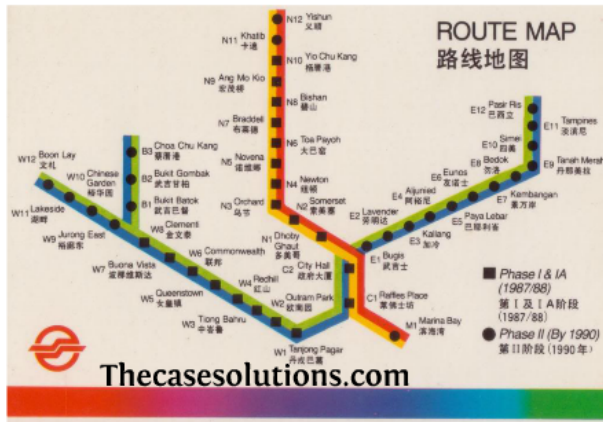 ROUTE MAP
路线地图
N12 Yishun
义顺
N11 Khatib
卡迪
N10 Yio Chu Kang
杨厝港
N9 Ang Mo Kio
宏茂桥
N8 Bishan
碧山
N7 Braddell
布莱德
N6 Toa Payoh
大巴窑
N5 Novena
诺维娜
N4 Newton
纽顿
N3 Orchard
乌节
N2 Somerset
索美塞
N1 Dhoby
Ghaut
多美哥
C2 City Hall
政府大厦
C1 Raffles Place
莱佛士坊
M1 Marina Bay
滨海湾
E12 Pasir Ris
巴西立
E11 Tampines
淡滨尼
E10 Simei
四美
E9 Tanah Merah
丹那美拉
E8 Bedok
勿洛
E7 Kembangan
景万岸
E6 Eunos
友诺士
E5 Paya Lebar
巴耶利峇
E4 Aljunied
阿裕尼
E3 Kallang
加冷
E2 Lavender
劳明达
E1 Bugis
武吉士
B3 Choa Chu Kang
蔡厝港
B2 Bukit Gombak
武吉甘柏
B1 Bukit Batok
武吉巴督
W12 Boon Lay
文礼
W11 Lakeside
湖畔
W10 Chinese
Garden
裕华园
W9 Jurong East
裕廊东
W8 Clementi
金文泰
W7 Buona Vista
波那维斯达
W6 Commonwealth
联邦
W5 Queenstown
女皇镇
W4 Redhill
红山
W3 Tiong Bahru
中峇鲁
W2 Outram Park
欧南园
W1 Tanjong Pagar
丹戎巴葛
Phase I & IA
(1987/88)
第I及IA阶段
(1987/88)
Phase II (By 1990)
第II阶段 (1990年)
Thecasesolutions.com